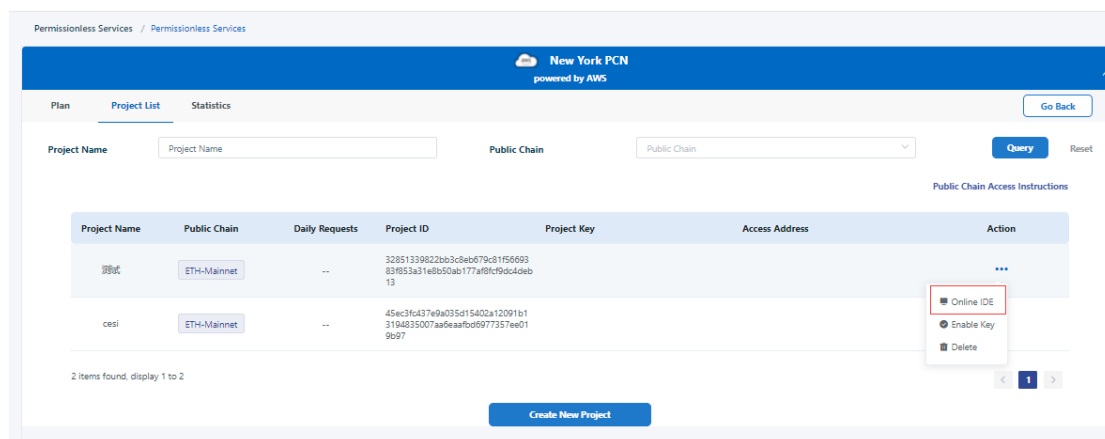 Permissionless Services / Permissionless Services
New York PCN
powered by AWS
Plan Project List Statistics Go Back
Project Name Project Name Public Chain Public Chain Query Reset
Public Chain Access Instructions
Project Name Public Chain Daily Requests Project ID Project Key Access Address Action
测试 ETH-Mainnet -- 32851339822bb3c8eb679c81f56693
83f853a31e8b50ab177af8fcf9dc4deb
13
Online IDE
cesi ETH-Mainnet -- 45ec3fc437e9a035d15402a12091b1
3194835007aa6eaafbd6977357ee01
9b97
Enable Key
Delete
2 items found, display 1 to 2 < 1 >
Create New Project